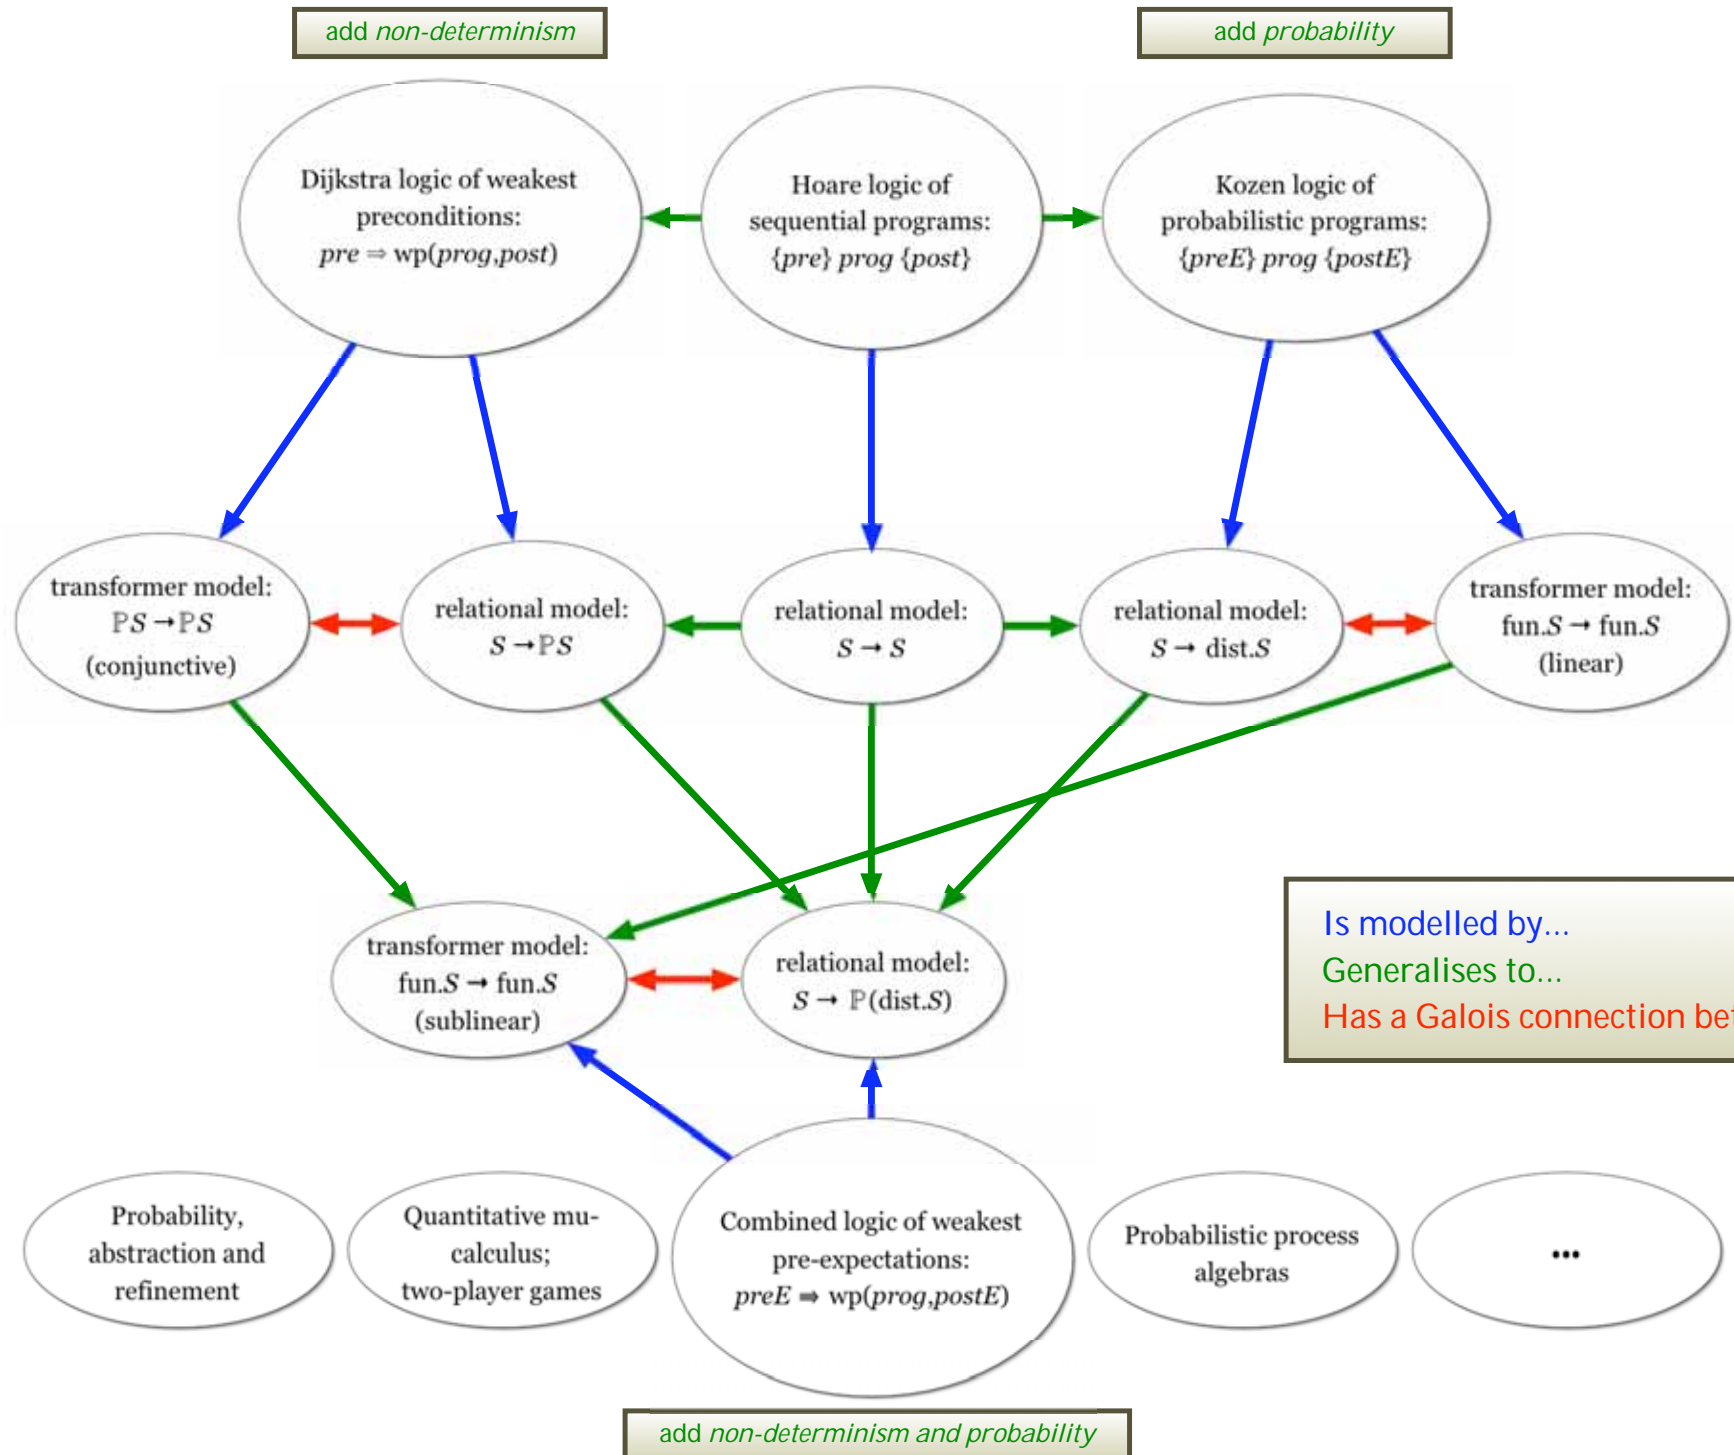 add non-determinism
add probability
Dijkstra logic of weakest
preconditions:
pre ⇒ wp(prog,post)
Hoare logic of
sequential programs:
{pre} prog {post}
Kozen logic of
probabilistic programs:
{preE} prog {postE}
transformer model:
ℙS → ℙS
(conjunctive)
relational model:
S → ℙS
relational model:
S → S
relational model:
S → dist.S
transformer model:
fun.S → fun.S
(linear)
transformer model:
fun.S → fun.S
(sublinear)
relational model:
S → ℙ(dist.S)
Is modelled by...
Generalises to...
Has a Galois connection bet
Probability,
abstraction and
refinement
Quantitative mu-
calculus;
two-player games
Combined logic of weakest
pre-expectations:
preE ⇛ wp(prog,postE)
Probabilistic process
algebras
...
add non-determinism and probability